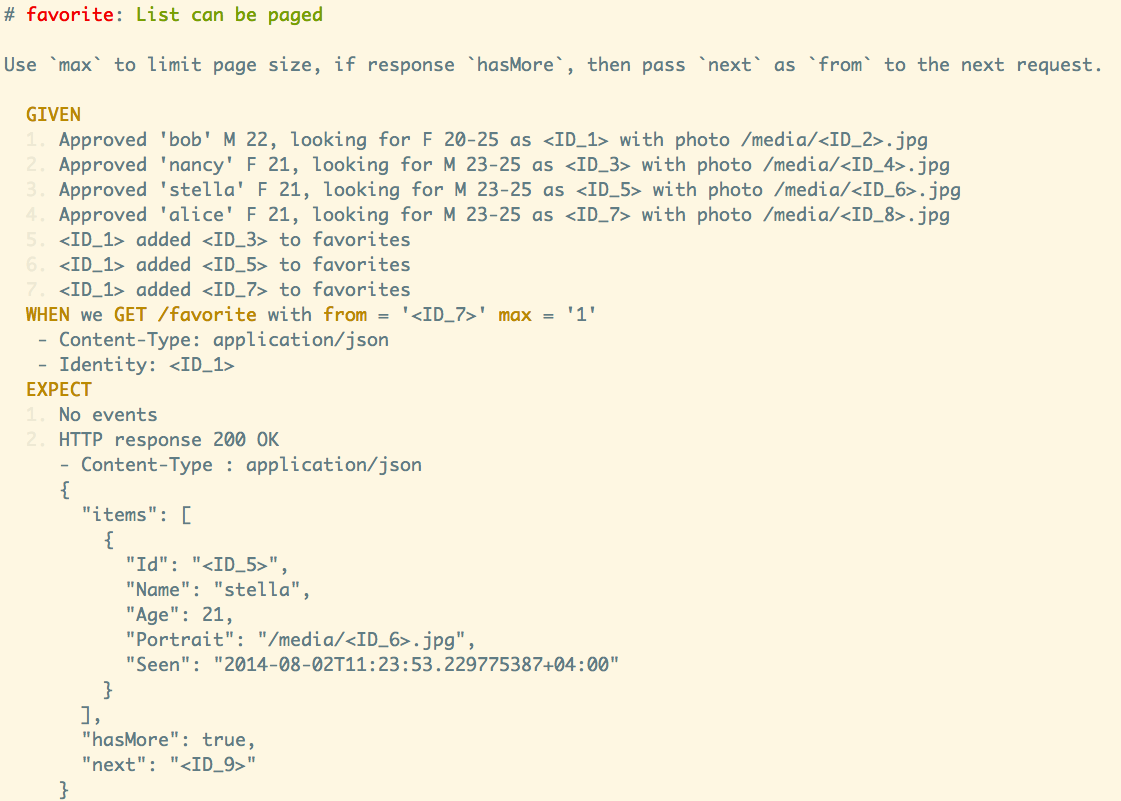 # favorite: List can be paged
Use `max` to limit page size, if response `hasMore`, then pass `next` as `from` to the next request.
GIVEN
1. Approved 'bob' M 22, looking for F 20-25 as <ID_1> with photo /media/<ID_2>.jpg
2. Approved 'nancy' F 21, looking for M 23-25 as <ID_3> with photo /media/<ID_4>.jpg
3. Approved 'stella' F 21, looking for M 23-25 as <ID_5> with photo /media/<ID_6>.jpg
4. Approved 'alice' F 21, looking for M 23-25 as <ID_7> with photo /media/<ID_8>.jpg
5. <ID_1> added <ID_3> to favorites
6. <ID_1> added <ID_5> to favorites
7. <ID_1> added <ID_7> to favorites
WHEN we GET /favorite with from = '<ID_7>' max = '1'
- Content-Type: application/json
- Identity: <ID_1>
EXPECT
1. No events
2. HTTP response 200 OK
- Content-Type : application/json
{
"items": [
{
"Id": "<ID_5>",
"Name": "stella",
"Age": 21,
"Portrait": "/media/<ID_6>.jpg",
"Seen": "2014-08-02T11:23:53.229775387+04:00"
}
],
"hasMore": true,
"next": "<ID_9>"
}